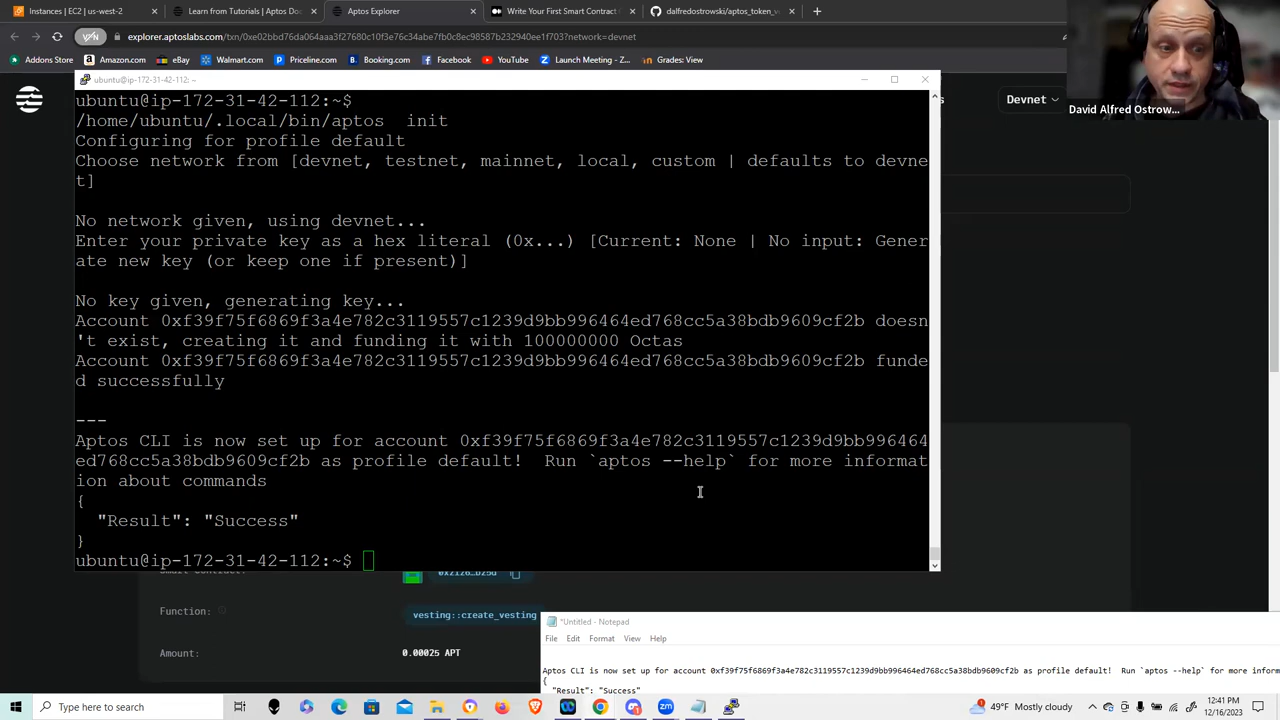 Instances | EC2 | us-east-1
Learn from Tutorials | Aptos Doc
Aptos Explorer
Write Your First Smart Contract
dalfredostrowski/aptos_token_v
explorer.aptoslabs.com/txn/0xe02bbd76da064aaa3f27680c10f3e76c34abe7fb0c8ec98587b232940ee1f703?network=devnet
Addons Store
Amazon.com
eBay
Walmart.com
Priceline.com
Booking.com
Facebook
YouTube
Launch Meeting - Z...
Grades: View
David Alfred Ostrow...
Devnet
ubuntu@ip-172-31-42-112: ~
ubuntu@ip-172-31-42-112:~$
/home/ubuntu/.local/bin/aptos  init
Configuring for profile default
Choose network from [devnet, testnet, mainnet, local, custom | defaults to devne
t]
No network given, using devnet...
Enter your private key as a hex literal (0x...) [Current: None | No input: Gener
ate new key (or keep one if present)]
No key given, generating key...
Account 0xf39f75f6869f3a4e782c3119557c1239d9bb996464ed768cc5a38bdb9609cf2b doesn
't exist, creating it and funding it with 100000000 Octas
Account 0xf39f75f6869f3a4e782c3119557c1239d9bb996464ed768cc5a38bdb9609cf2b funde
d successfully
---
Aptos CLI is now set up for account 0xf39f75f6869f3a4e782c3119557c1239d9bb996464
ed768cc5a38bdb9609cf2b as profile default!  Run `aptos --help` for more informat
ion about commands
{
  "Result": "Success"
}
ubuntu@ip-172-31-42-112:~$
Function:
vesting::create_vesting
Amount:
0.00025 APT
*Untitled - Notepad
File Edit Format View Help
Aptos CLI is now set up for account 0xf39f75f6869f3a4e782c3119557c1239d9bb996464ed768cc5a38bdb9609cf2b as profile default!  Run `aptos --help` for more inform
{
  "Result": "Success"
Type here to search
49°F Mostly cloudy
12:41 PM
12/16/2023